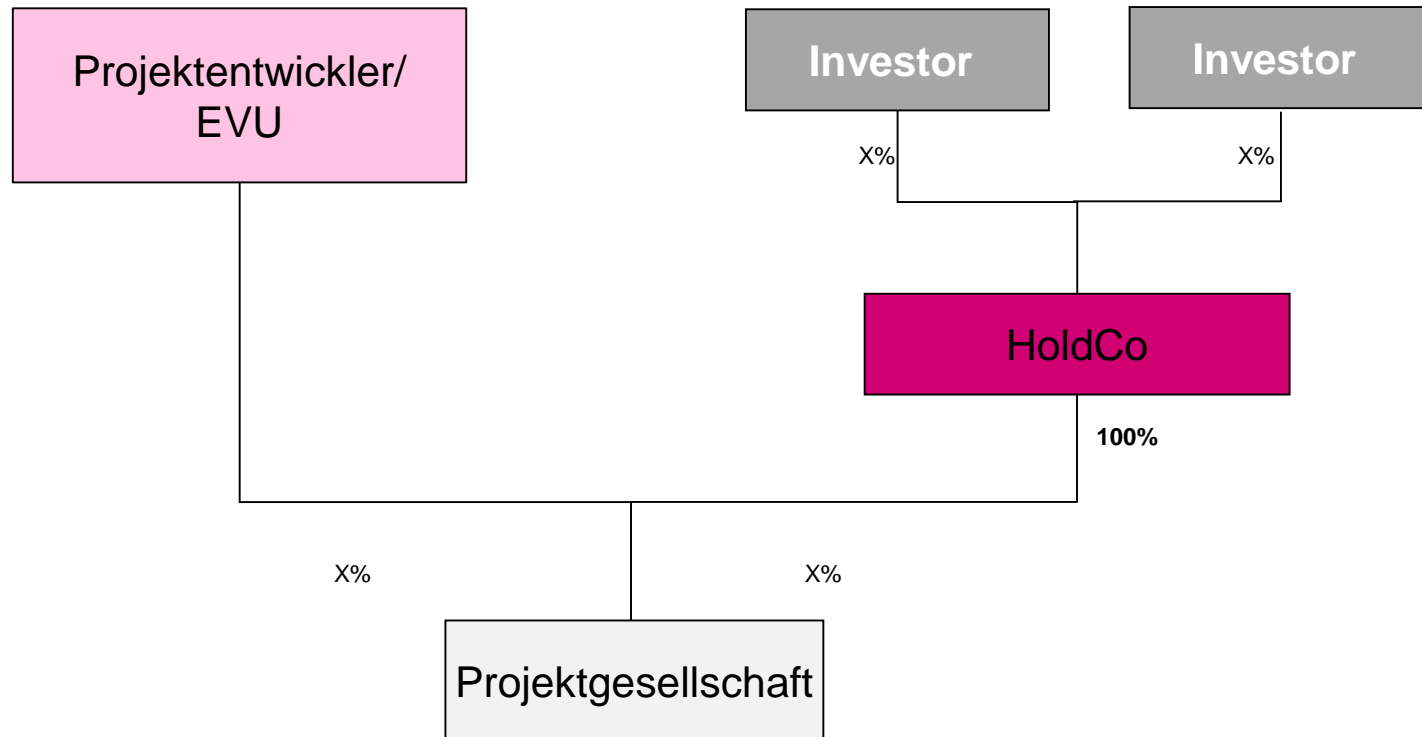 Projektentwickler/
EVU
Investor
Investor
X%
X%
HoldCo
100%
X%
X%
Projektgesellschaft